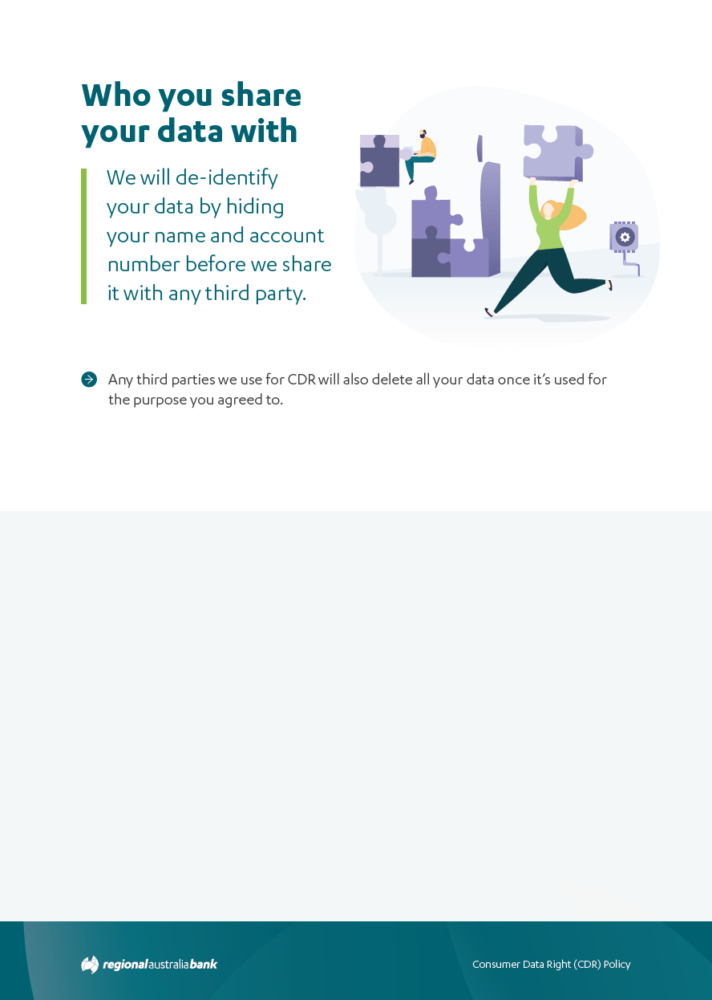 Who you share
your data with
We will de-identify
your data by hiding
your name and account
number before we share
it with any third party.
Any third parties we use for CDR will also delete all your data once it’s used for
the purpose you agreed to.
regionalaustraliabank
Consumer Data Right (CDR) Policy